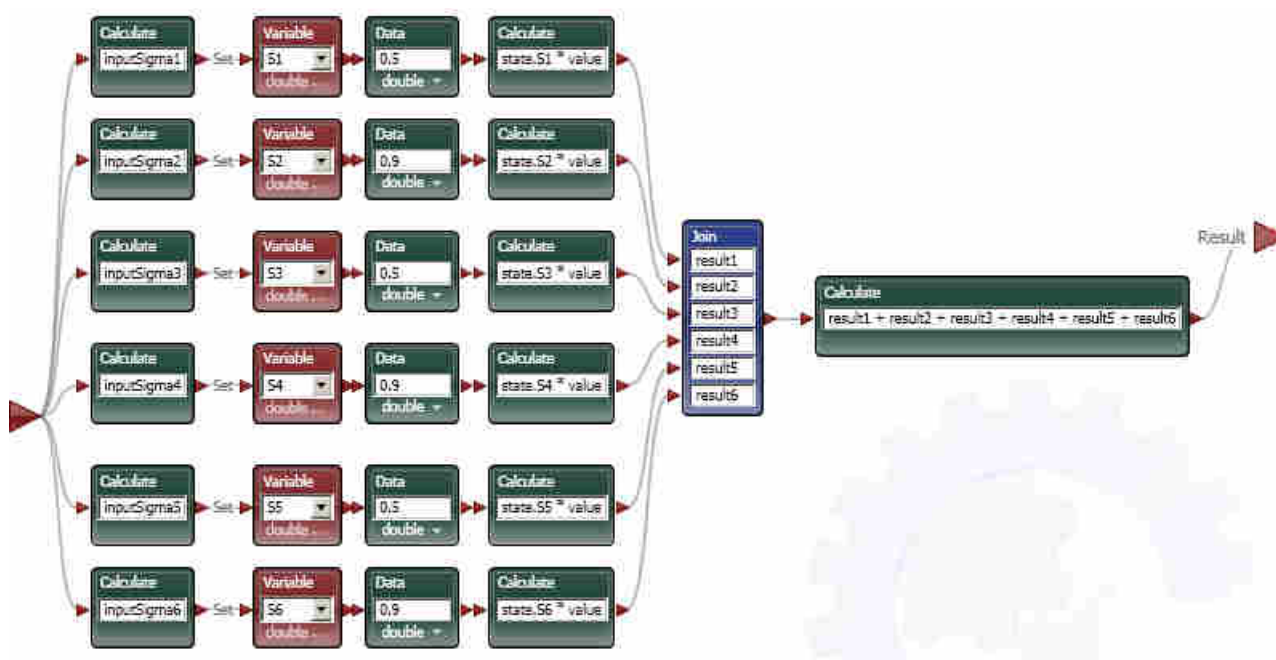 Calculate Variable Data Calculate
inputSigma1 Set S1 0.5 state.S1 * value
double double
Calculate Variable Data Calculate
inputSigma2 Set S2 0.9 state.S2 * value
double double
Calculate Variable Data Calculate
inputSigma3 Set S3 0.5 state.S3 * value
double double
Join
result1
result2
result3
result4
result5
result6
Result
Calculate
result1 + result2 + result3 + result4 + result5 + result6
Calculate Variable Data Calculate
inputSigma4 Set S4 0.9 state.S4 * value
double double
Calculate Variable Data Calculate
inputSigma5 Set S5 0.5 state.S5 * value
double double
Calculate Variable Data Calculate
inputSigma6 Set S6 0.9 state.S6 * value
double double